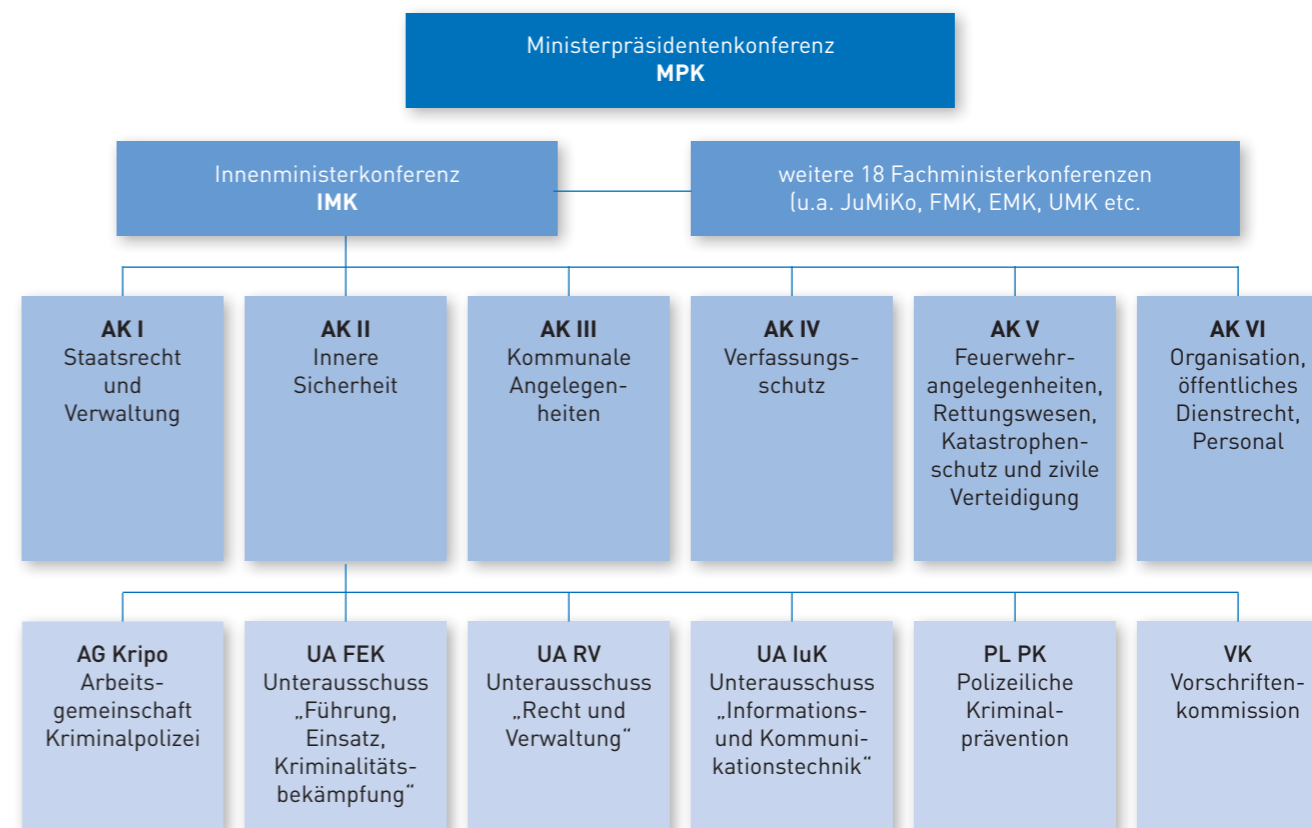 Ministerpräsidentenkonferenz
MPK
Innenministerkonferenz
IMK
weitere 18 Fachministerkonferenzen
(u.a. JuMiKo, FMK, EMK, UMK etc.
AK I
Staatsrecht
und
Verwaltung
AK II
Innere
Sicherheit
AK III
Kommunale
Angelegen-
heiten
AK IV
Verfassungs-
schutz
AK V
Feuerwehr-
angelegenheiten,
Rettungswesen,
Katastrophen-
schutz und zivile
Verteidigung
AK VI
Organisation,
öffentliches
Dienstrecht,
Personal
AG Kripo
Arbeits-
gemeinschaft
Kriminalpolizei
UA FEK
Unterausschuss
„Führung,
Einsatz,
Kriminalitäts-
bekämpfung“
UA RV
Unterausschuss
„Recht und
Verwaltung“
UA IuK
Unterausschuss
„Informations-
und Kommuni-
kationstechnik“
PL PK
Polizeiliche
Kriminal-
prävention
VK
Vorschriften-
kommission